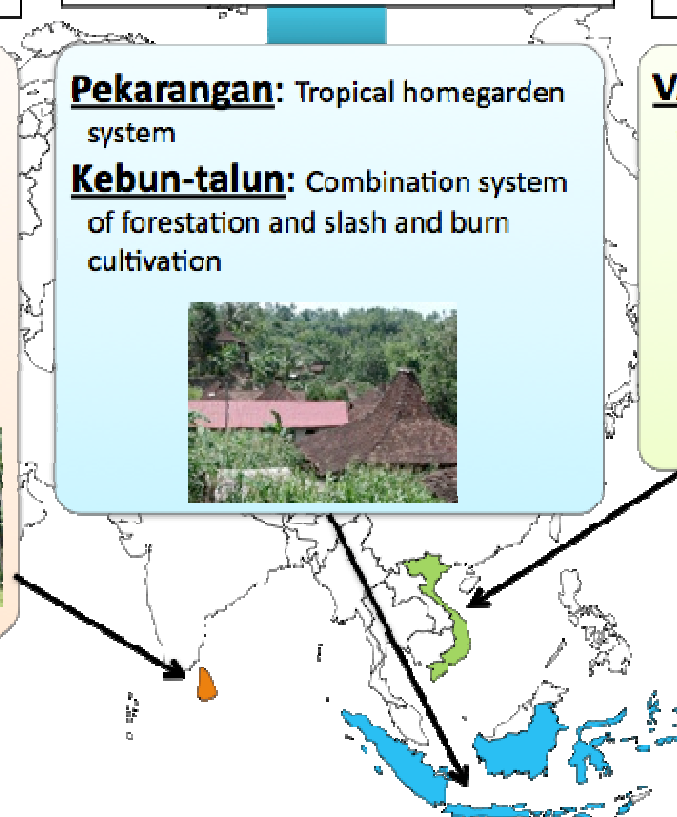 Pekarangan: Tropical homegarden
system
Kebun-talun: Combination system
of forestation and slash and burn
cultivation
V